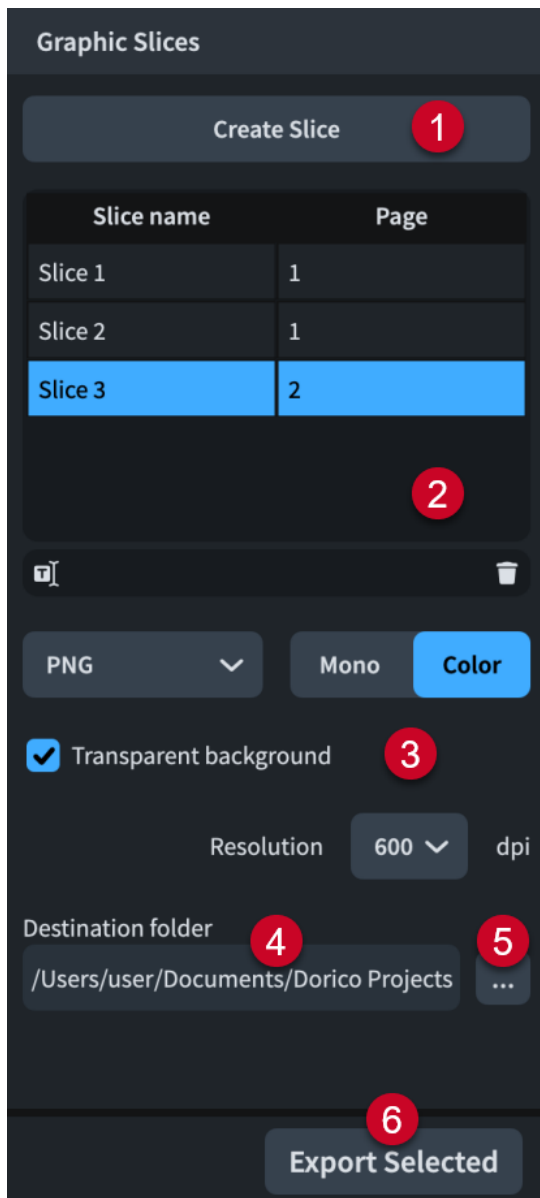 Graphic Slices
Create Slice 1
Slice name Page
Slice 1 1
Slice 2 1
Slice 3 2
2
T
PNG Mono Color
Transparent background 3
Resolution 600 dpi
Destination folder 4 5
/Users/user/Documents/Dorico Projects ...
6
Export Selected